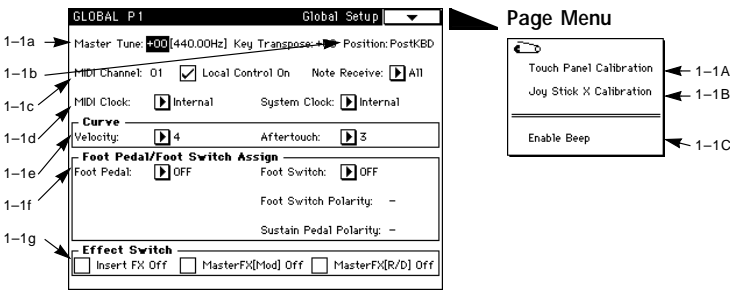 GLOBAL P1 Global Setup
Page Menu
1–1a
Master Tune: +00 [440.00Hz] Key Transpose: Position: PostKBD
1–1b
MIDI Channel: 01 Local Control On Note Receive: All
1–1c
MIDI Clock: Internal System Clock: Internal
1–1d
Curve
Velocity: 4 Aftertouch: 3
1–1e
Foot Pedal/Foot Switch Assign
Foot Pedal: OFF Foot Switch: OFF
1–1f
Foot Switch Polarity: –
Sustain Pedal Polarity: –
1–1g
Effect Switch
Insert FX Off MasterFX[Mod] Off MasterFX[R/D] Off
Touch Panel Calibration
1–1A
Joy Stick X Calibration
1–1B
Enable Beep
1–1C